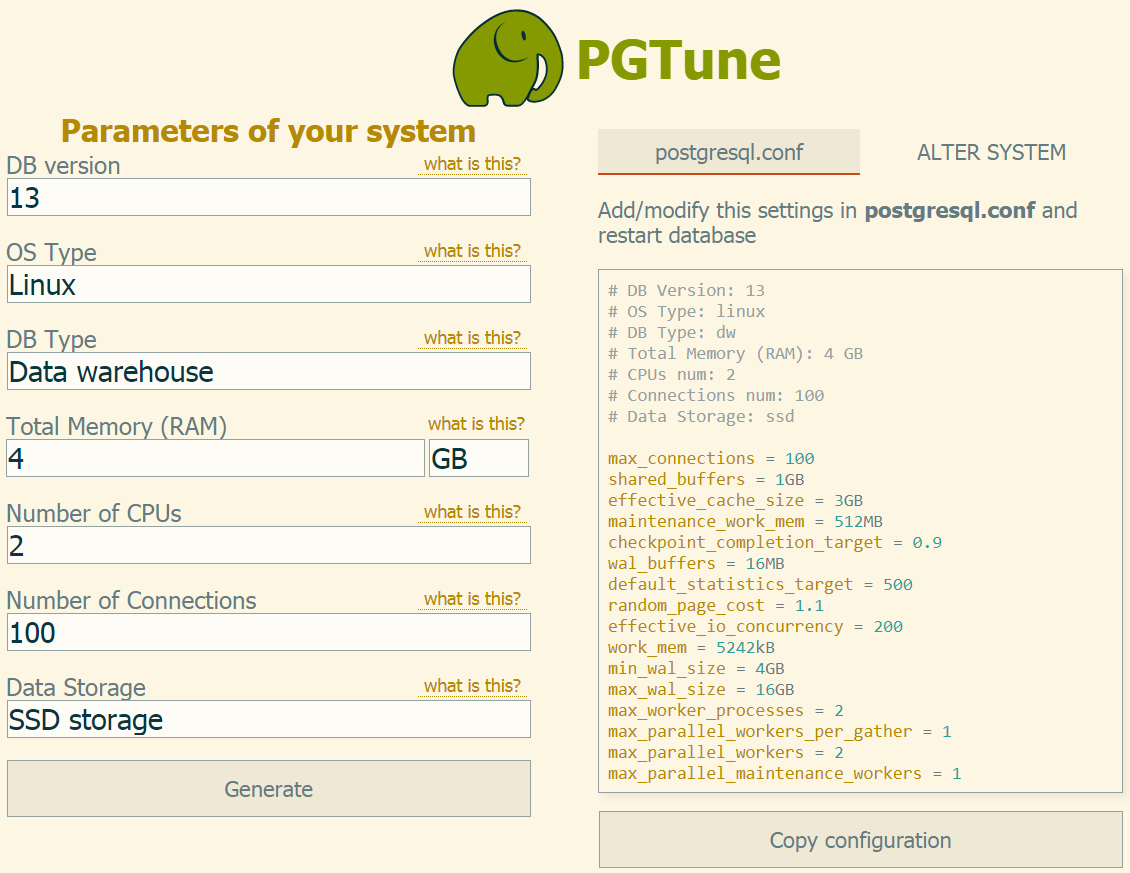 PGTune
Parameters of your system
DB version what is this?
13
OS Type what is this?
Linux
DB Type what is this?
Data warehouse
Total Memory (RAM) what is this?
4 GB
Number of CPUs what is this?
2
Number of Connections what is this?
100
Data Storage what is this?
SSD storage
Generate
postgresql.conf ALTER SYSTEM
Add/modify this settings in postgresql.conf and
restart database
# DB Version: 13
# OS Type: linux
# DB Type: dw
# Total Memory (RAM): 4 GB
# CPUs num: 2
# Connections num: 100
# Data Storage: ssd
max_connections = 100
shared_buffers = 1GB
effective_cache_size = 3GB
maintenance_work_mem = 512MB
checkpoint_completion_target = 0.9
wal_buffers = 16MB
default_statistics_target = 500
random_page_cost = 1.1
effective_io_concurrency = 200
work_mem = 5242kB
min_wal_size = 4GB
max_wal_size = 16GB
max_worker_processes = 2
max_parallel_workers_per_gather = 1
max_parallel_workers = 2
max_parallel_maintenance_workers = 1
Copy configuration